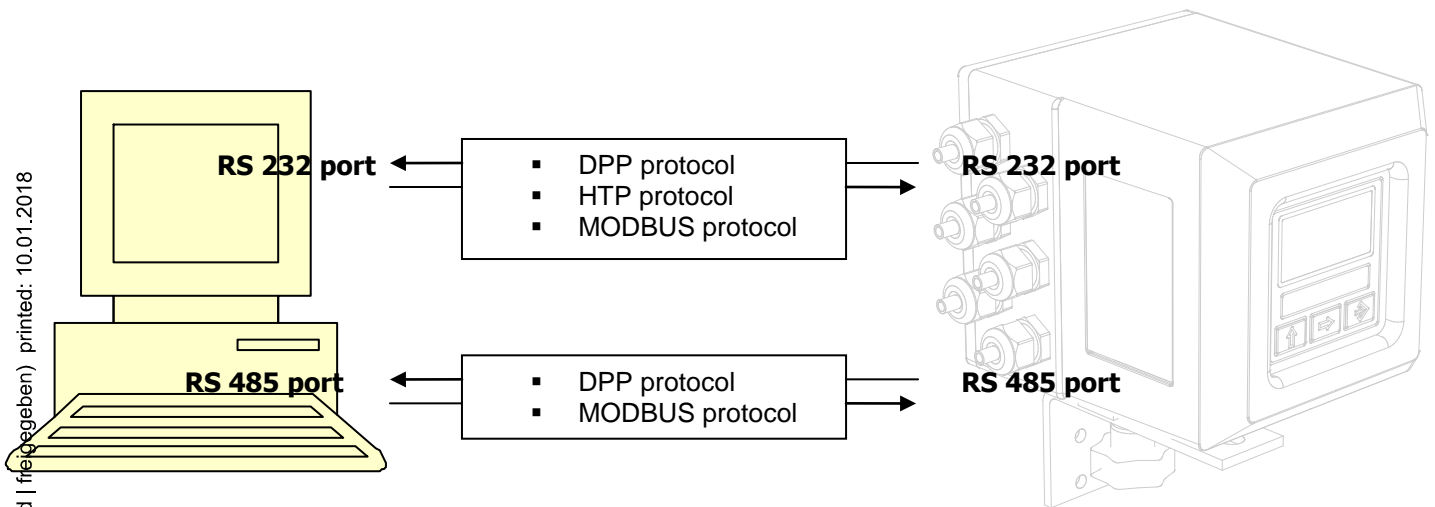 RS 232 port
▪ DPP protocol
▪ HTP protocol
▪ MODBUS protocol
RS 232 port
RS 485 port
▪ DPP protocol
▪ MODBUS protocol
RS 485 port
d | freigegeben) printed: 10.01.2018